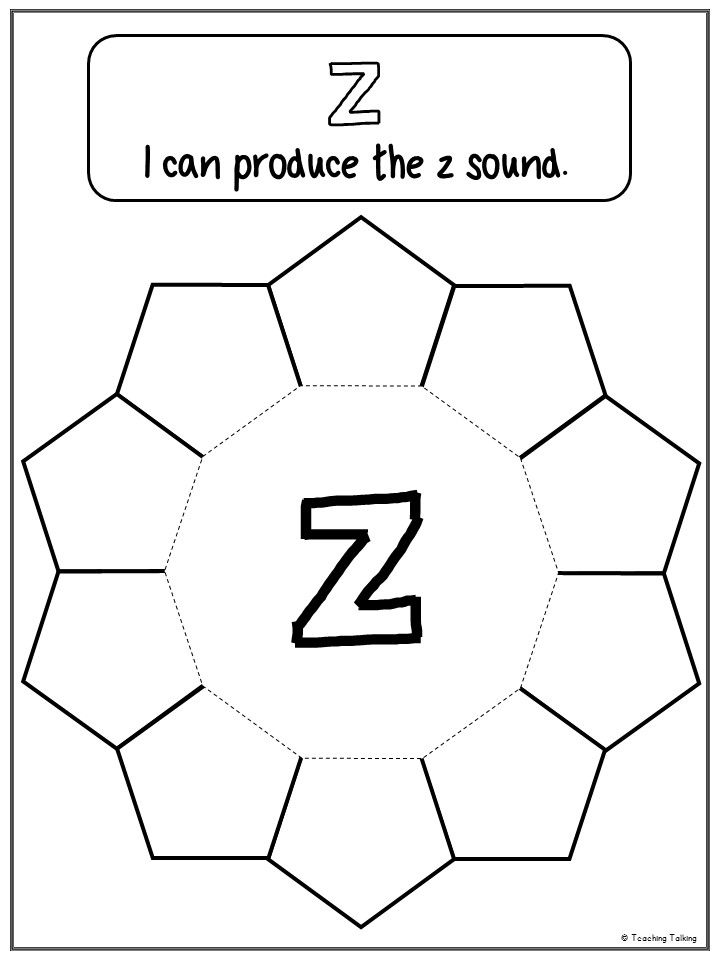 Z
I can produce the z sound.
Z
© Teaching Talking